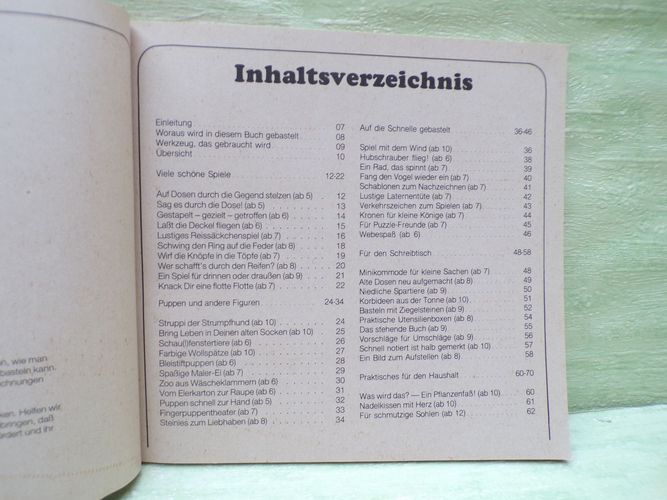 Inhaltsverzeichnis
Einleitung 07
Woraus wird in diesem Buch gebastelt 08
Werkzeug, das gebraucht wird 09
Übersicht 10
Viele schöne Spiele 12-22
Auf Dosen durch die Gegend stelzen (ab 5) 12
Sag es durch die Dose! (ab 5) 13
Gestapelt – gezielt – getroffen (ab 6) 14
Laßt die Deckel fliegen (ab 6) 15
Lustiges Reissäckchenspiel (ab 7) 16
Schwing den Ring auf die Feder (ab 8) 18
Wirf die Knöpfe in die Töpfe (ab 7) 19
Wer schafft's durch den Reifen? (ab 8) 20
Ein Spiel für drinnen oder draußen (ab 9) 21
Knack Dir eine flotte Flotte (ab 7) 22
Puppen und andere Figuren 24-34
Struppi der Strumpfhund (ab 10) 24
Bring Leben in Deinen alten Socken (ab 10) 25
Schau(!)fenstertiere (ab 6) 26
Farbige Wollspätze (ab 10) 27
Bleistiftpuppen (ab 6) 28
Spaßige Maler-Ei (ab 7) 29
Zoo aus Wäscheklammern (ab 6) 30
Vom Eierkarton zur Raupe (ab 6) 31
Puppen schnell zur Hand (ab 5) 32
Fingerpuppentheater (ab 7) 33
Steinies zum Liebhaben (ab 8) 34
Auf die Schnelle gebastelt 36-46
Spiel mit dem Wind (ab 10) 36
Hubschrauber flieg! (ab 6) 38
Ein Rad, das spinnt (ab 7) 39
Fang den Vogel wieder ein (ab 7) 40
Schablonen zum Nachzeichnen (ab 7) 41
Lustige Laternentüte (ab 7) 42
Verkehrszeichen zum Spielen (ab 9) 43
Kronen für kleine Könige (ab 7) 44
Für Puzzle-Freunde (ab 7) 45
Webespaß (ab 6) 46
Für den Schreibtisch 48-58
Minikommode für kleine Sachen (ab 7) 48
Alte Dosen neu aufgemacht (ab 8) 49
Niedliche Spartiere (ab 9) 50
Korbideen aus der Tonne (ab 10) 51
Basteln mit Ziegelsteinen (ab 9) 52
Praktische Utensilienboxen (ab 8) 54
Das stehende Buch (ab 9) 55
Vorschläge für Umschläge (ab 9) 56
Schnell notiert ist halb gemerkt (ab 10) 57
Ein Bild zum Aufstellen (ab 8) 58
Praktisches für den Haushalt 60-70
Was wird das? — Ein Pflanzenfaß! (ab 10) 60
Nadelkissen mit Herz (ab 10) 61
Für schmutzige Sohlen (ab 12) 62
wie man
basteln kann.
chnungen
Helfen wir
bringen, daß
fördert und ihr